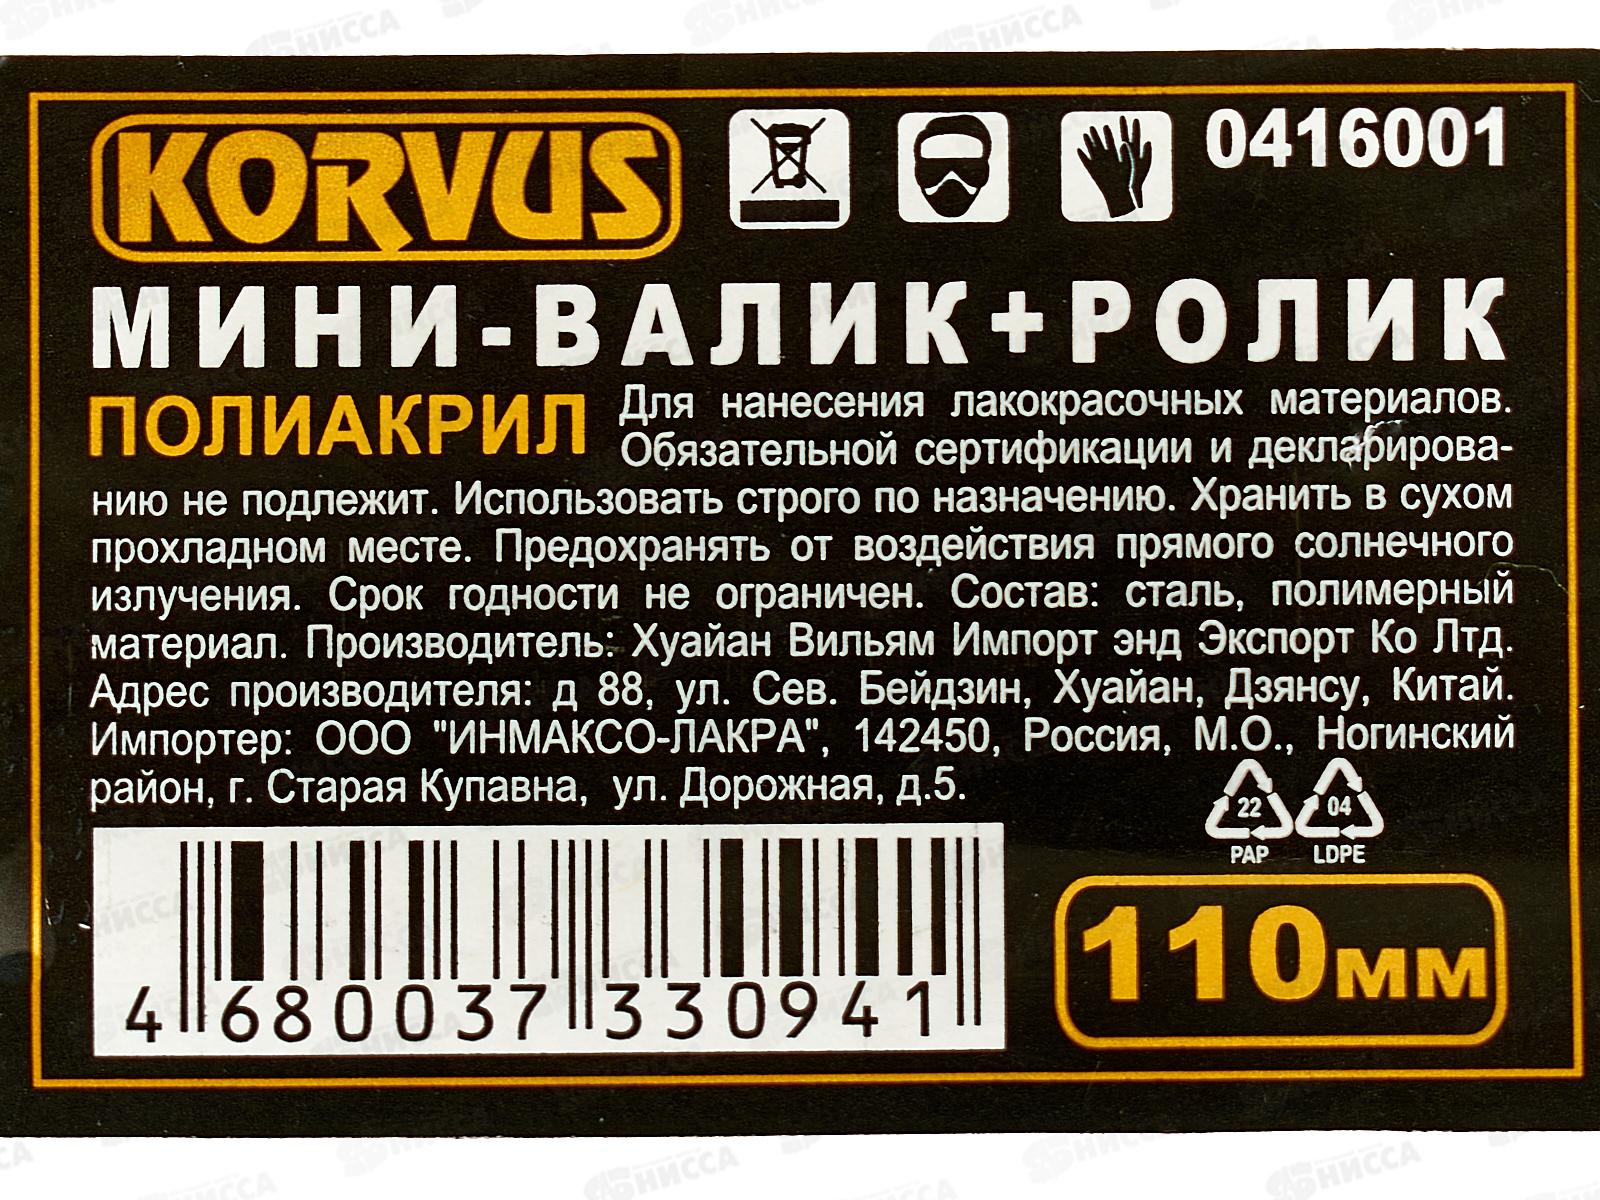 KORVUS
0416001
МИНИ-ВАЛИК+РОЛИК
ПОЛИАКРИЛ
Для нанесения лакокрасочных материалов.
Обязательной сертификации и декларирова-
нию не подлежит. Использовать строго по назначению. Хранить в сухом
прохладном месте. Предохранять от воздействия прямого солнечного
излучения. Срок годности не ограничен. Состав: сталь, полимерный
материал. Производитель: Хуайан Вильям Импорт энд Экспорт Ко Лтд.
Адрес производителя: д 88, ул. Сев. Бейдзин, Хуайан, Дзянсу, Китай.
Импортер: ООО "ИНМАКСО-ЛАКРА", 142450, Россия, М.О., Ногинский
район, г. Старая Купавна, ул. Дорожная, д.5.
22 04
PAP LDPE
110мм
4 680037 330941